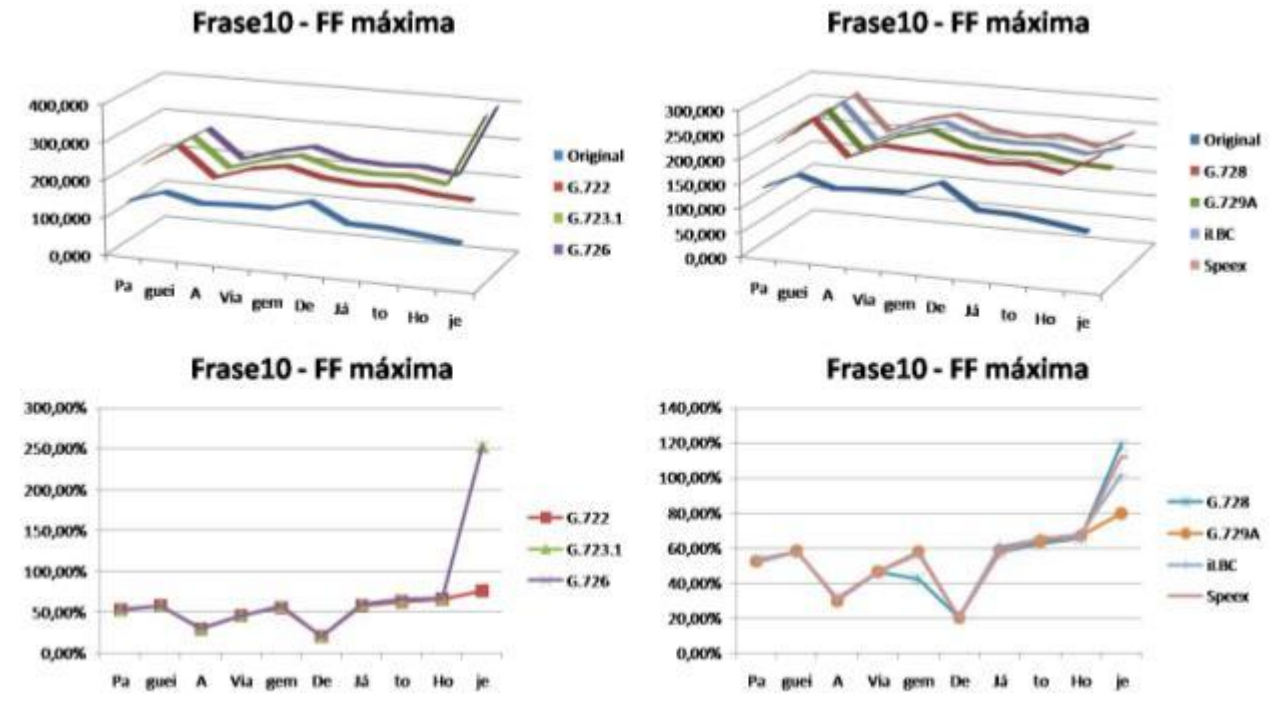 Frase10 - FF máxima
400,000
300,000
200,000
100,000
0,000
Pa guei A Via gem De Já to Ho je
Original
G.722
G.723.1
G.726
Frase10 - FF máxima
300,000
250,000
200,000
150,000
100,000
50,000
0,000
Pa guei A Via gem De Já to Ho je
Original
G.728
G.729A
iLBC
Speex
Frase10 - FF máxima
300,00%
250,00%
200,00%
150,00%
100,00%
50,00%
0,00%
Pa guei A Via gem De Já to Ho je
G.722
G.723.1
G.726
Frase10 - FF máxima
140,00%
120,00%
100,00%
80,00%
60,00%
40,00%
20,00%
0,00%
Pa guei A Via gem De Já to Ho je
G.728
G.729A
iLBC
Speex